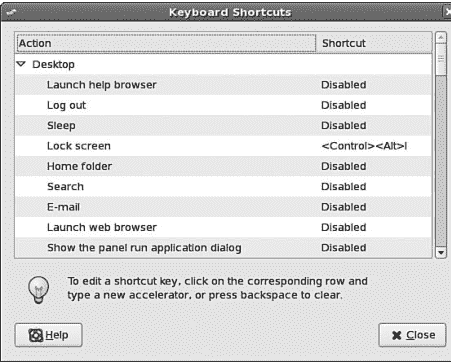 Keyboard Shortcuts
Action Shortcut
Desktop
Launch help browser Disabled
Log out Disabled
Sleep Disabled
Lock screen <Control><Alt>l
Home folder Disabled
Search Disabled
E-mail Disabled
Launch web browser Disabled
Show the panel run application dialog Disabled
To edit a shortcut key, click on the corresponding row and
type a new accelerator, or press backspace to clear.
Help Close